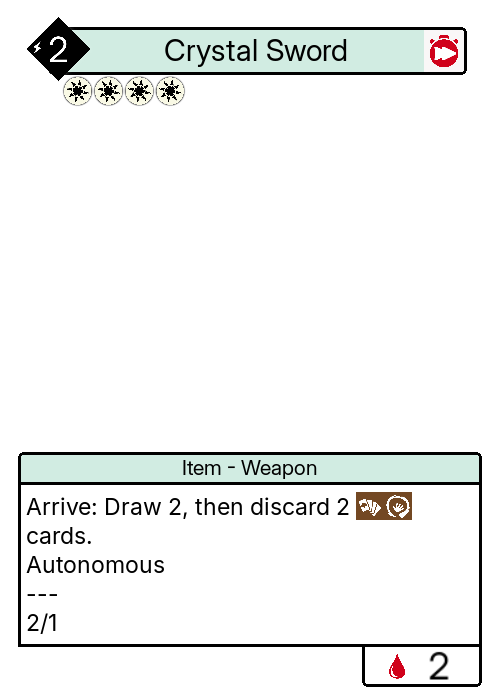 2
Crystal Sword
Item - Weapon
Arrive: Draw 2, then discard 2
cards.
Autonomous
---
2/1
2